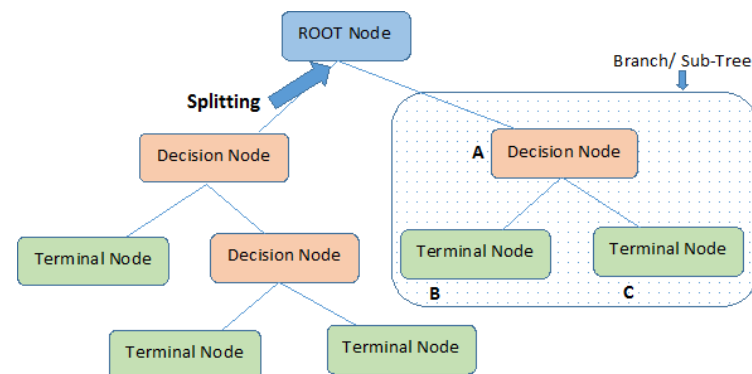 ROOT Node
Branch/ Sub-Tree
Splitting
Decision Node
A
Decision Node
Terminal Node
Decision Node
Terminal Node
Terminal Node
B
C
Terminal Node
Terminal Node